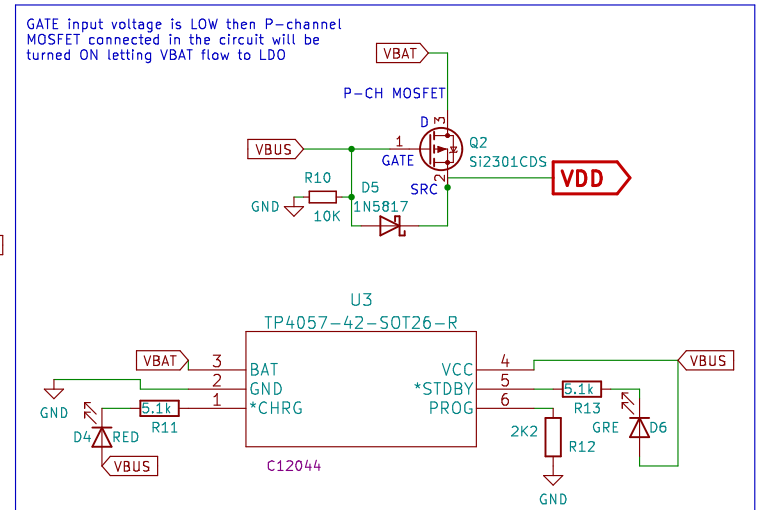 GATE input voltage is LOW then P-channel
MOSFET connected in the circuit will be
turned ON letting VBAT flow to LDO
VBAT
P-CH MOSFET
D 3
VBUS
1
Q2
GATE
Si2301CDS
2
R10
D5
SRC
VDD
GND
10K
1N5817
U3
TP4057-42-SOT26-R
VBAT
3
BAT
VCC
4
VBUS
2
GND
*STDBY
5
5.1k
GND
5.1k
1
*CHRG
PROG
6
R13
R11
D4
RED
2K2
R12
GRE
D6
VBUS
C12044
GND